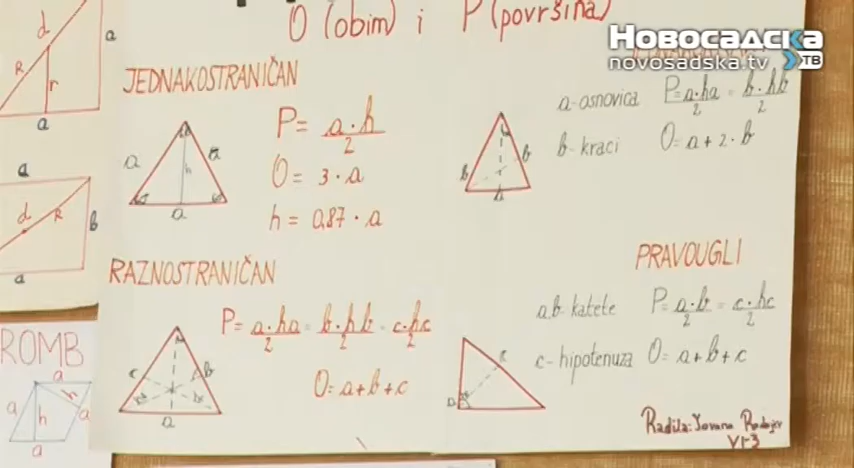 O (obim) i P (površina)
Новосадска
novosadska.tv ТВ
JEDNAKOSTRANIČAN
P = a·h/2
O = 3·a
h = 0,87·a
a
a
a
h
a-osnovica P = a·ha/2 = b·hb/2
b-kraci O = a + 2·b
b
b
a
RAZNOSTRANIČAN
P = a·ha/2 = b·hb/2 = c·hc/2
O = a + b + c
c
b
a
PRAVOUGLI
ab-katete P = a·b/2 = c·hc/2
c-hipotenuza O = a + b + c
c
Radila: Jovana
VI-3
d
a
R
r
a
a
d
R
b
a
ROMB
a
a
h
h
a
a